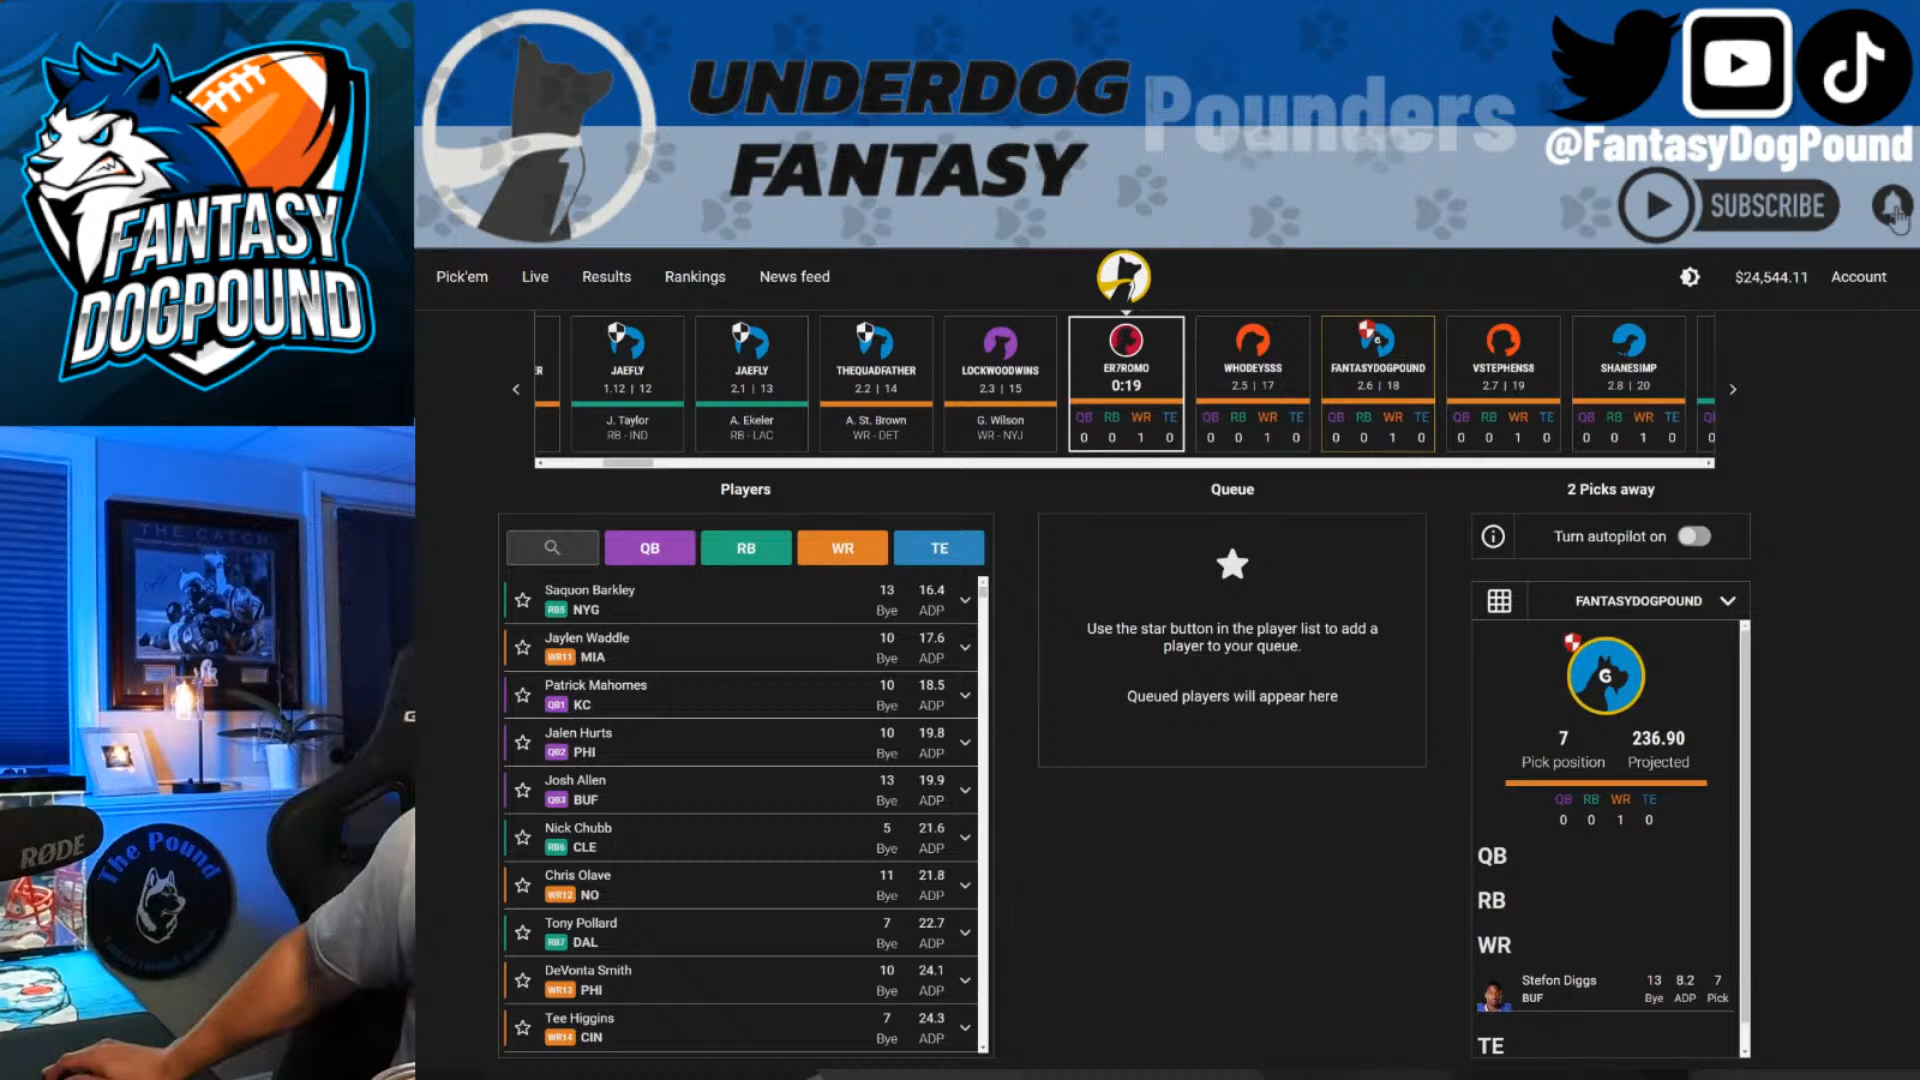 FANTASY
DOGPOUND
UNDERDOG
FANTASY
Pounders
@FantasyDogPound
SUBSCRIBE
Pick'em Live Results Rankings News feed
$24,544.11 Account
ER
JAEFLY
1.12 | 12
J. Taylor
RB - IND
JAEFLY
2.1 | 13
A. Ekeler
RB - LAC
THEQUADFATHER
2.2 | 14
A. St. Brown
WR - DET
LOCKWOODWINS
2.3 | 15
G. Wilson
WR - NYJ
ER7ROMO
0:19
QB RB WR TE
0 0 1 0
WHODEYSSS
2.5 | 17
QB RB WR TE
0 0 1 0
FANTASYDOGPOUND
2.6 | 18
QB RB WR TE
0 0 1 0
VSTEPHENS8
2.7 | 19
QB RB WR TE
0 0 1 0
SHANESIMP
2.8 | 20
QB RB WR TE
0 0 1 0
0
Players
QB RB WR TE
Saquon Barkley 13 16.4
RB5 NYG Bye ADP
Jaylen Waddle 10 17.6
WR11 MIA Bye ADP
Patrick Mahomes 10 18.5
QB1 KC Bye ADP
Jalen Hurts 10 19.8
QB2 PHI Bye ADP
Josh Allen 13 19.9
QB3 BUF Bye ADP
Nick Chubb 5 21.6
RB6 CLE Bye ADP
Chris Olave 11 21.8
WR12 NO Bye ADP
Tony Pollard 7 22.7
RB7 DAL Bye ADP
DeVonta Smith 10 24.1
WR13 PHI Bye ADP
Tee Higgins 7 24.3
WR14 CIN Bye ADP
Queue
Use the star button in the player list to add a
player to your queue.
Queued players will appear here
2 Picks away
Turn autopilot on
FANTASYDOGPOUND
G
7 236.90
Pick position Projected
QB RB WR TE
0 0 1 0
QB
RB
WR
Stefon Diggs 13 8.2 7
BUF Bye ADP Pick
TE
THE CATCH
RØDE
The Pound